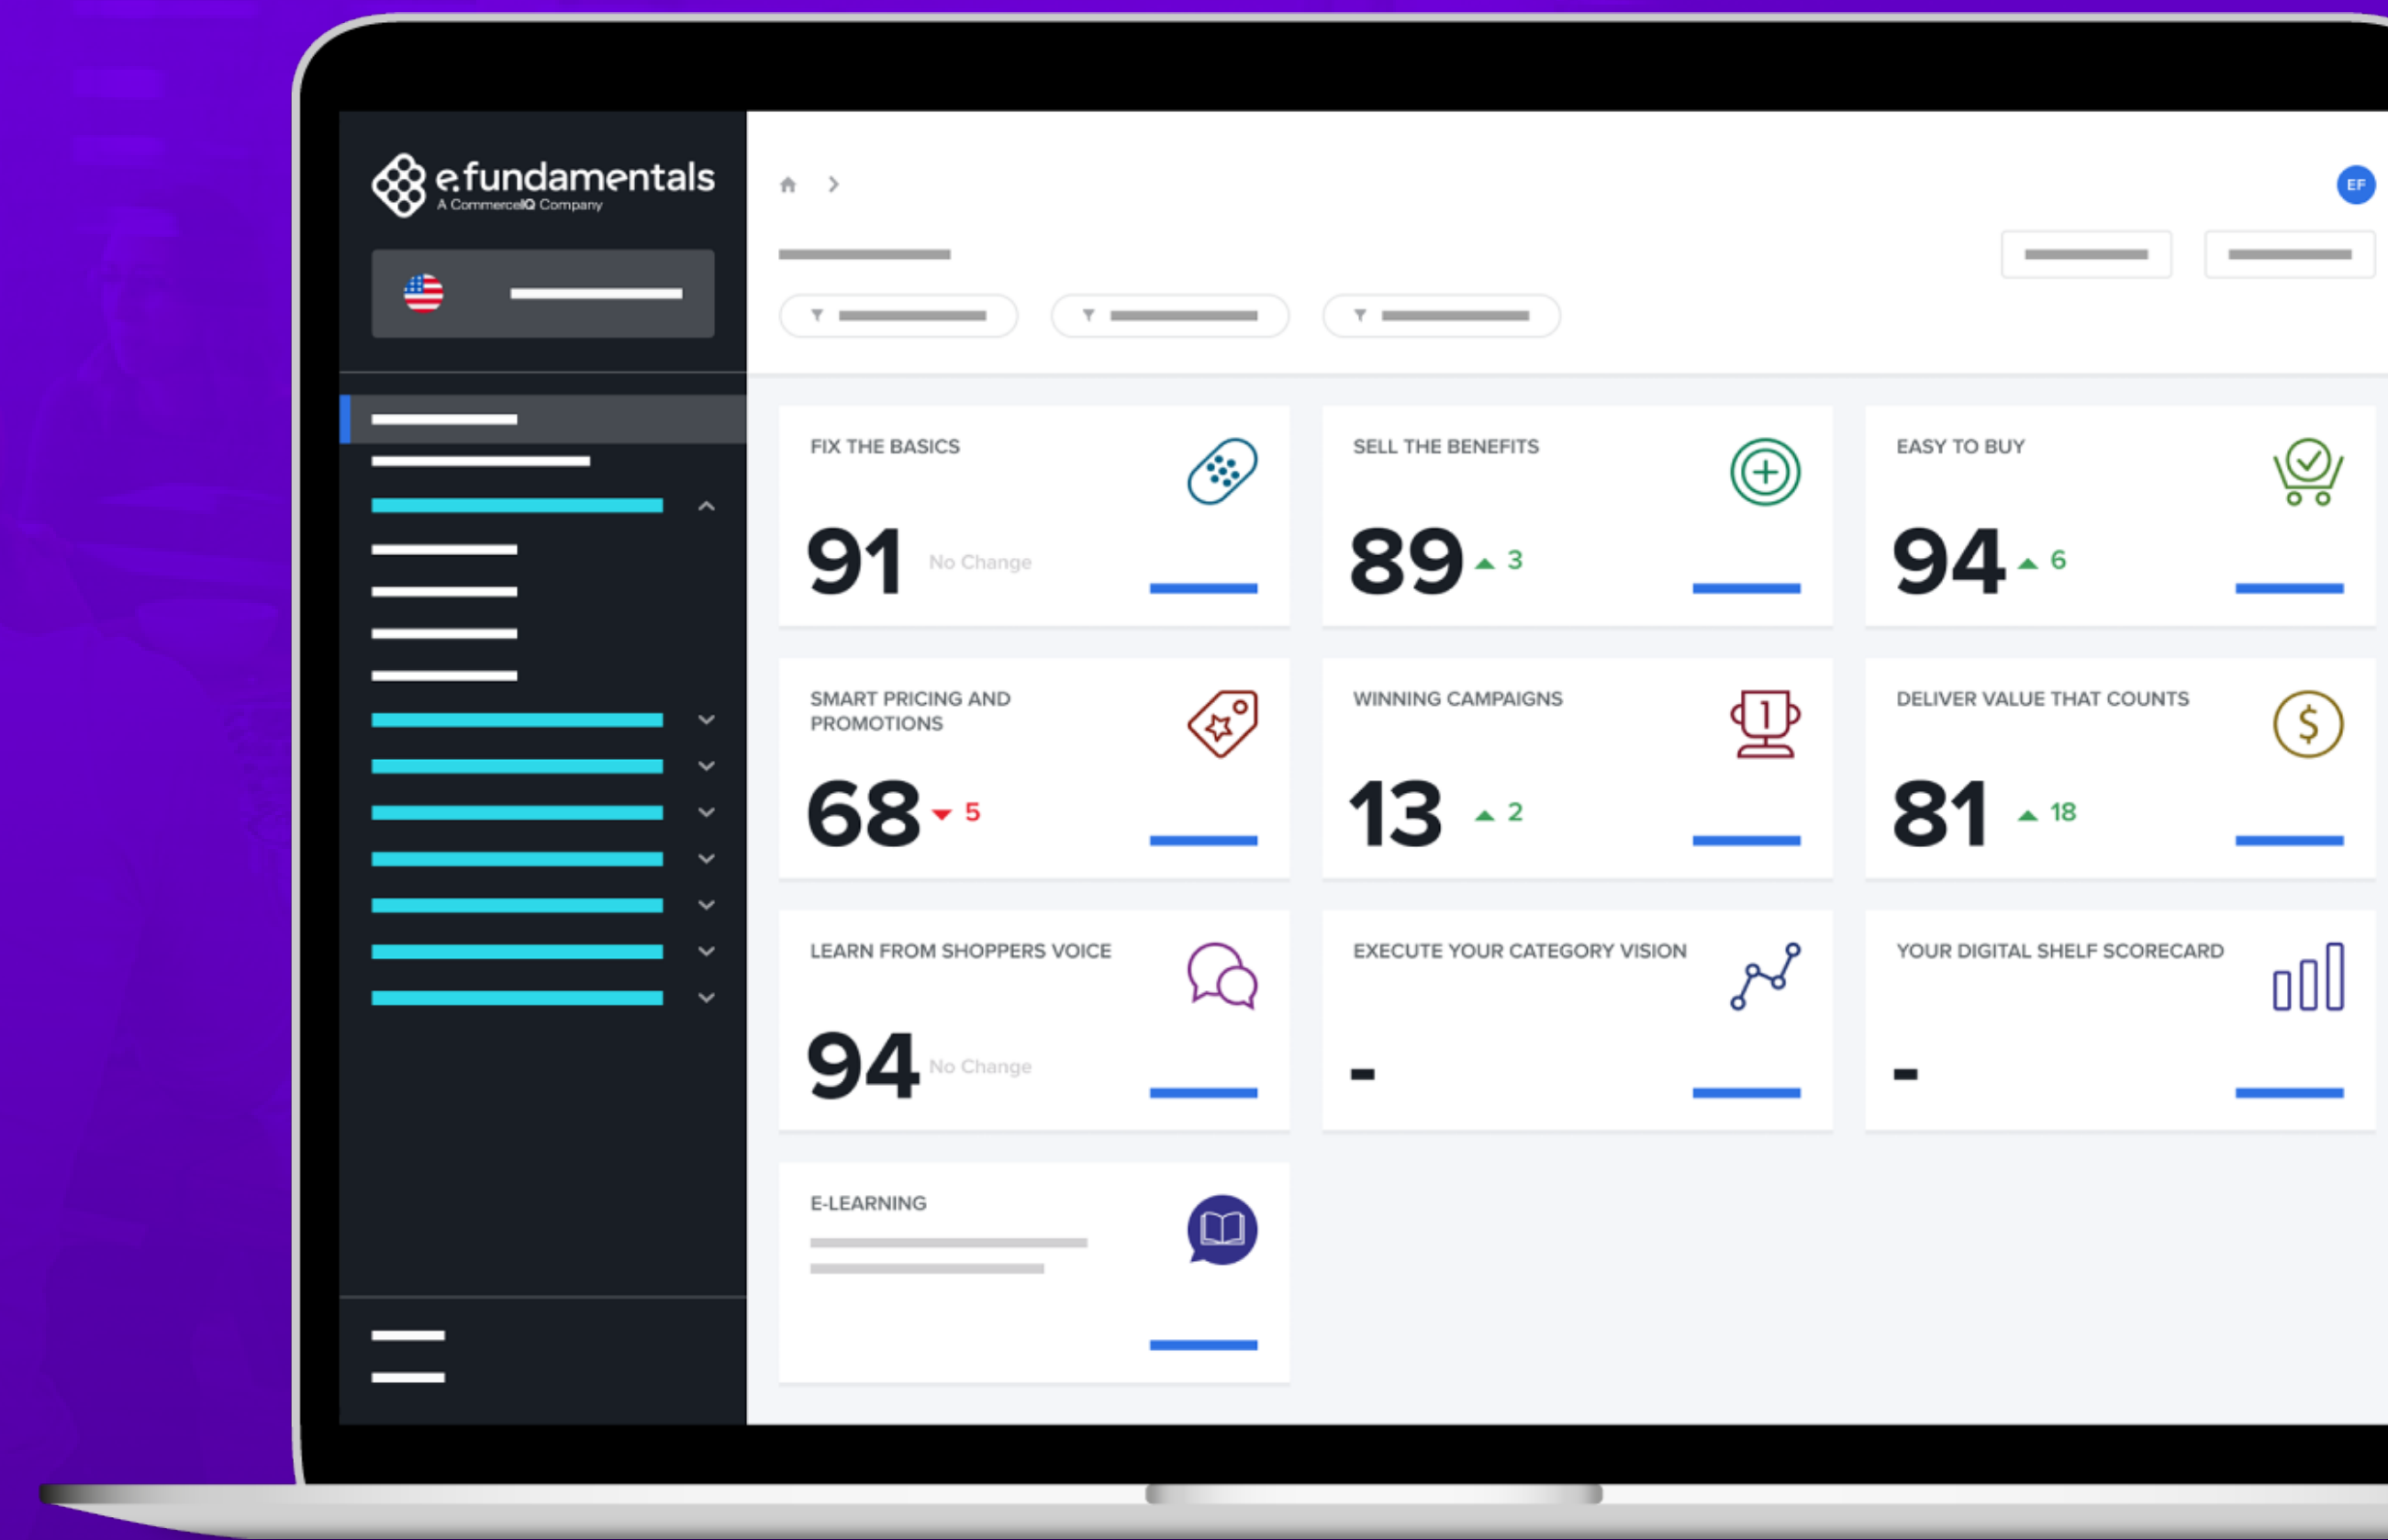 e.fundamentals
A CommerceIQ Company
EF
FIX THE BASICS
91 No Change
SELL THE BENEFITS
89 ▲ 3
EASY TO BUY
94 ▲ 6
SMART PRICING AND
PROMOTIONS
68 ▼ 5
WINNING CAMPAIGNS
1
13 ▲ 2
DELIVER VALUE THAT COUNTS
$
81 ▲ 18
LEARN FROM SHOPPERS VOICE
94 No Change
EXECUTE YOUR CATEGORY VISION
-
YOUR DIGITAL SHELF SCORECARD
-
E-LEARNING